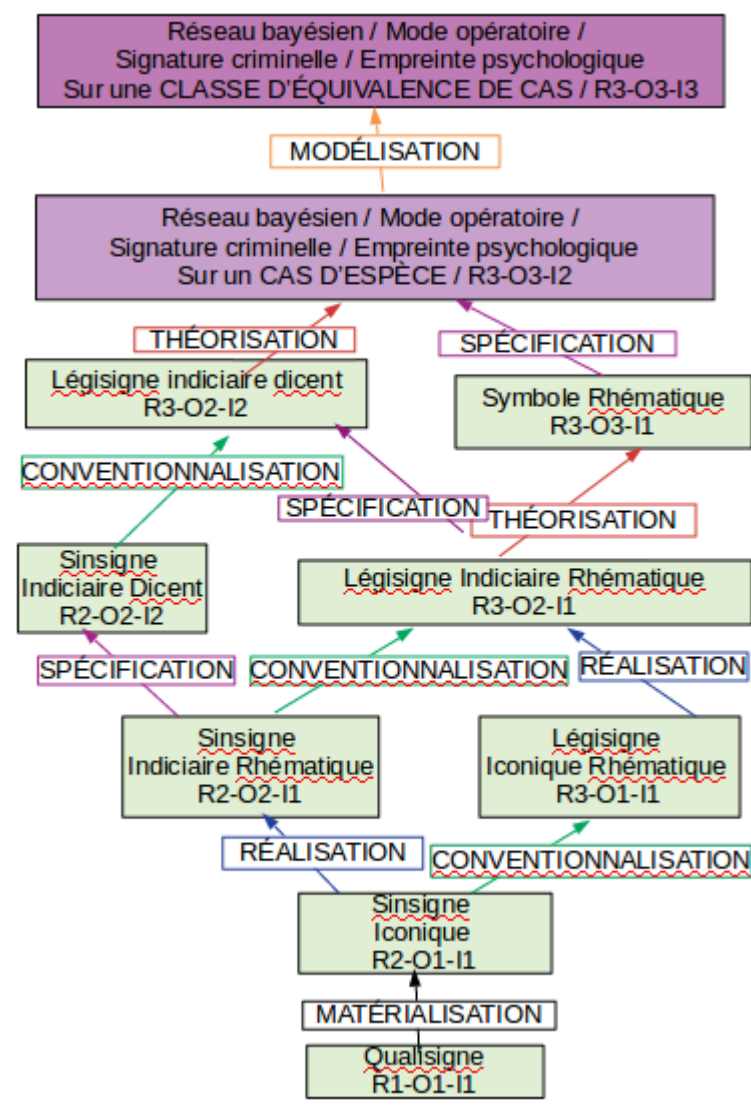 Réseau bayésien / Mode opératoire /
Signature criminelle / Empreinte psychologique
Sur une CLASSE D'ÉQUIVALENCE DE CAS / R3-O3-I3
MODÉLISATION
Réseau bayésien / Mode opératoire /
Signature criminelle / Empreinte psychologique
Sur un CAS D'ESPÈCE / R3-O3-I2
THÉORISATION
SPÉCIFICATION
Légisigne indiciaire dicent
R3-O2-I2
Symbole Rhématique
R3-O3-I1
CONVENTIONNALISATION
SPÉCIFICATION
THÉORISATION
Sinsigne
Indiciaire Dicent
R2-O2-I2
Légisigne Indiciaire Rhématique
R3-O2-I1
SPÉCIFICATION
CONVENTIONNALISATION
RÉALISATION
Sinsigne
Indiciaire Rhématique
R2-O2-I1
Légisigne
Iconique Rhématique
R3-O1-I1
RÉALISATION
CONVENTIONNALISATION
Sinsigne
Iconique
R2-O1-I1
MATÉRIALISATION
Qualisigne
R1-O1-I1